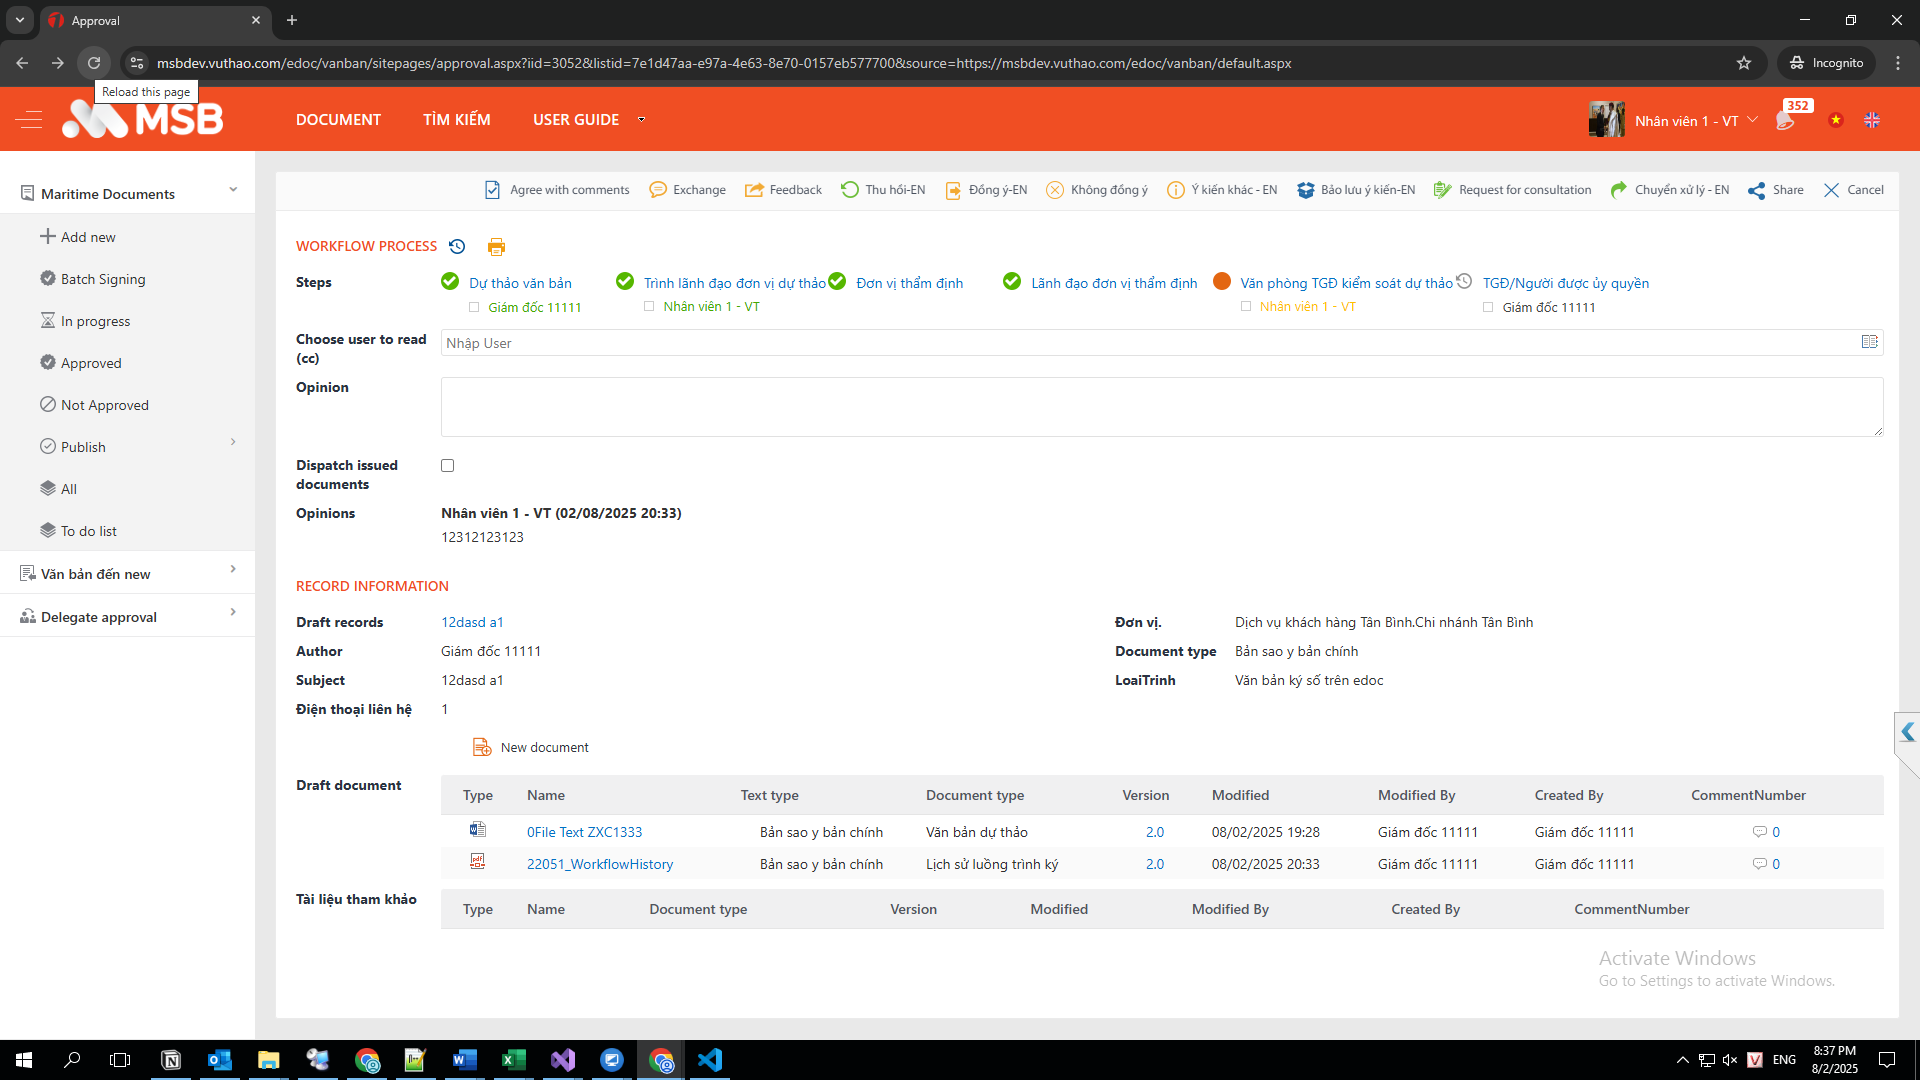 Approval
msbdev.vuthao.com/edoc/vanban/sitepages/approval.aspx?iid=3052&listid=7e1d47aa-e97a-4e63-8e70-0157eb577700&source=https://msbdev.vuthao.com/edoc/vanban/default.aspx
Incognito
Reload this page
MSB
DOCUMENT
TÌM KIẾM
USER GUIDE
Nhân viên 1 - VT
352
Maritime Documents
Add new
Batch Signing
In progress
Approved
Not Approved
Publish
All
To do list
Văn bản đến new
Delegate approval
Agree with comments
Exchange
Feedback
Thu hồi-EN
Đồng ý-EN
Không đồng ý
Ý kiến khác - EN
Bảo lưu ý kiến-EN
Request for consultation
Chuyển xử lý - EN
Share
Cancel
WORKFLOW PROCESS
Steps
Dự thảo văn bản
Trình lãnh đạo đơn vị dự thảo
Đơn vị thẩm định
Lãnh đạo đơn vị thẩm định
Văn phòng TGĐ kiểm soát dự thảo
TGĐ/Người được ủy quyền
Giám đốc 11111
Nhân viên 1 - VT
Nhân viên 1 - VT
Giám đốc 11111
Choose user to read (cc)
Nhập User
Opinion
Dispatch issued documents
Opinions
Nhân viên 1 - VT (02/08/2025 20:33)
12312123123
RECORD INFORMATION
Draft records
12dasd a1
Đơn vị.
Dịch vụ khách hàng Tân Bình.Chi nhánh Tân Bình
Author
Giám đốc 11111
Document type
Bản sao y bản chính
Subject
12dasd a1
LoaiTrinh
Văn bản ký số trên edoc
Điện thoại liên hệ
1
New document
Draft document
Type Name Text type Document type Version Modified Modified By Created By CommentNumber
0File Text ZXC1333 Bản sao y bản chính Văn bản dự thảo 2.0 08/02/2025 19:28 Giám đốc 11111 Giám đốc 11111 0
22051_WorkflowHistory Bản sao y bản chính Lịch sử luồng trình ký 2.0 08/02/2025 20:33 Giám đốc 11111 Giám đốc 11111 0
Tài liệu tham khảo
Type Name Document type Version Modified Modified By Created By CommentNumber
Activate Windows
Go to Settings to activate Windows.
ENG
8:37 PM
8/2/2025